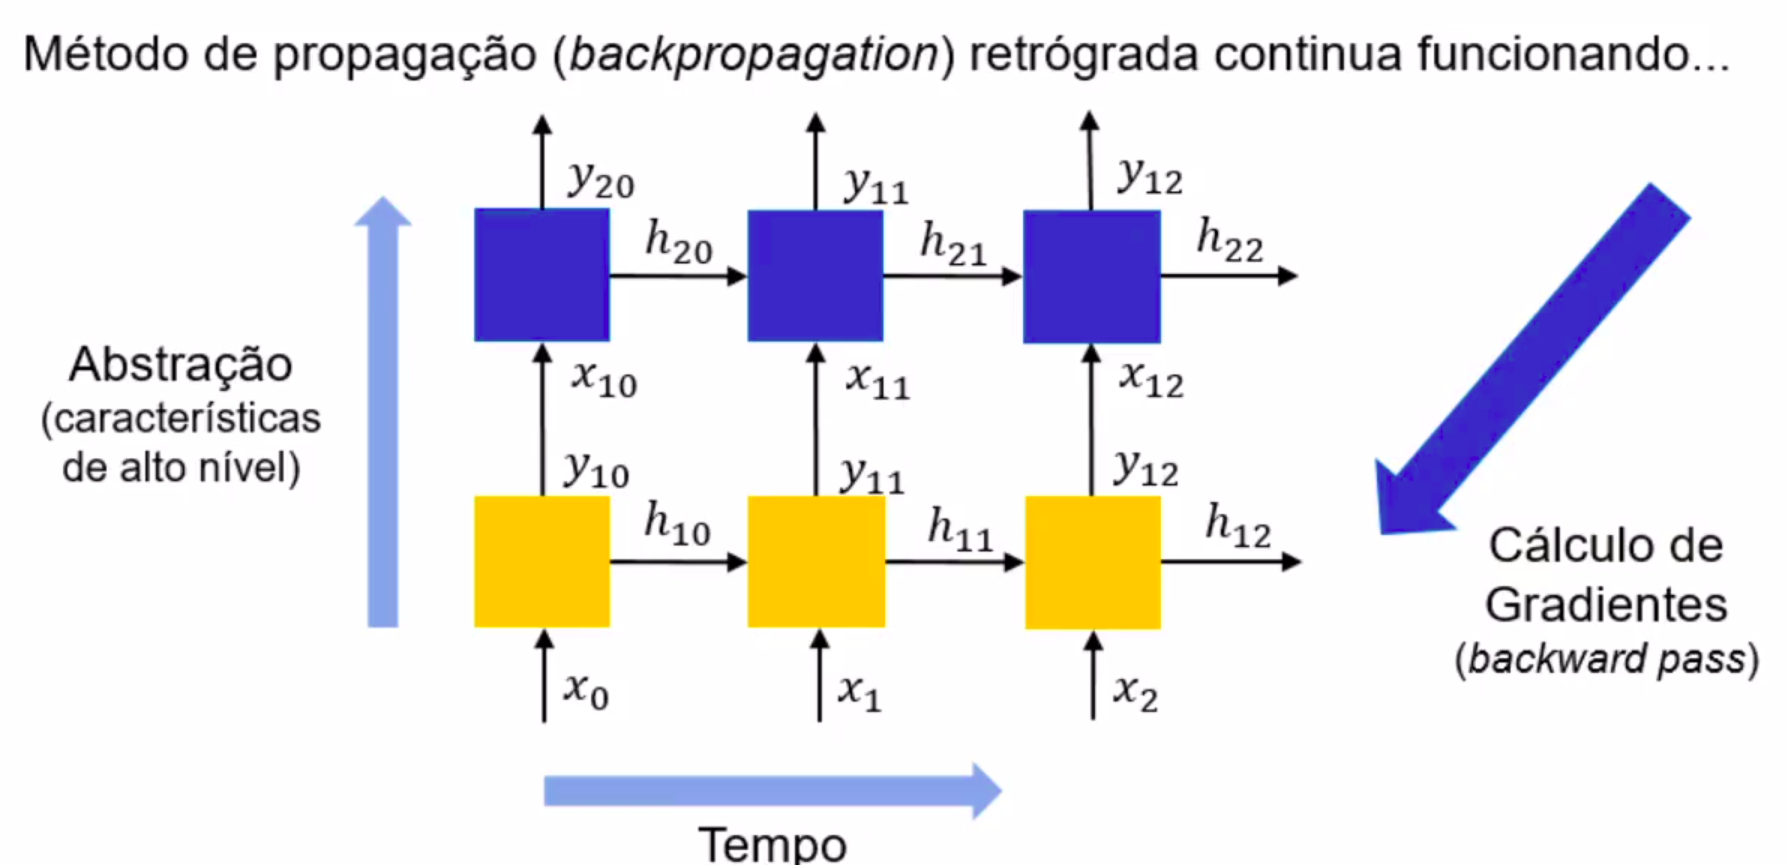 Método de propagação (backpropagation) retrógrada continua funcionando...
y20
y11
y12
h20
h21
h22
Abstração
(características
de alto nível)
x10
x11
x12
y10
y11
y12
h10
h11
h12
Cálculo de
Gradientes
(backward pass)
x0
x1
x2
Tempo